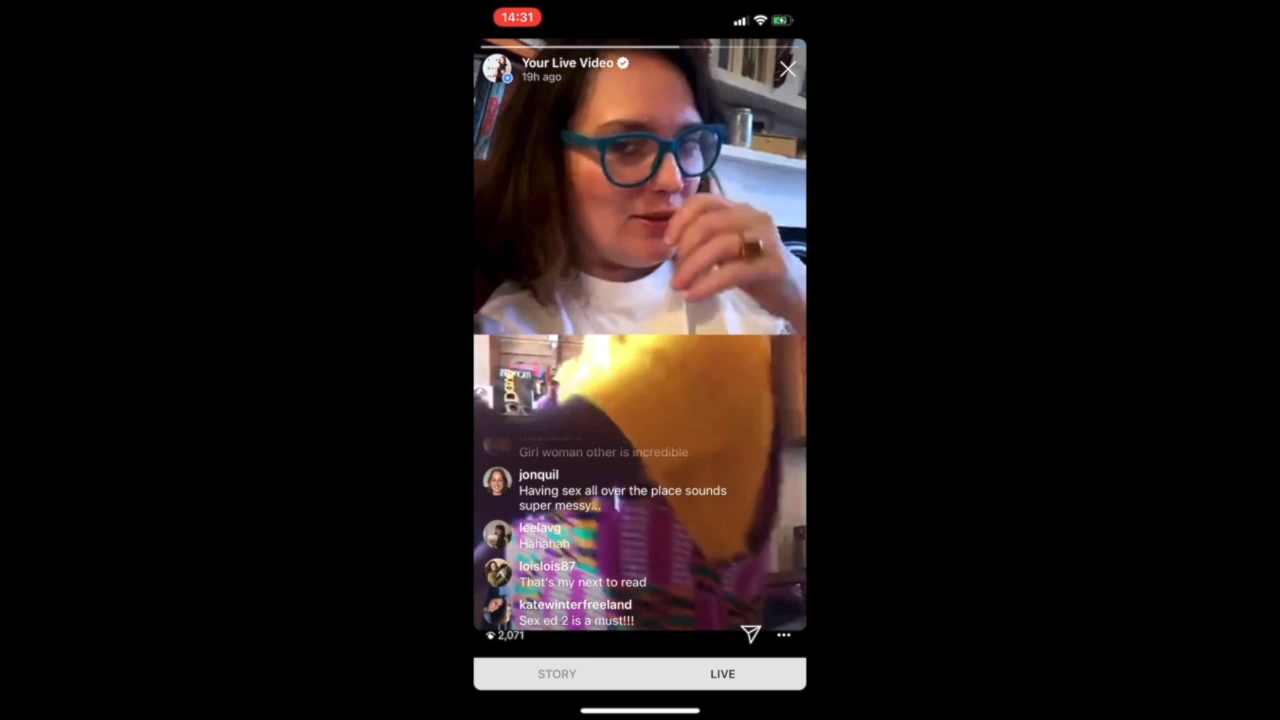 14:31
Your Live Video
19h ago
Girl woman other is incredible
jonquil
Having sex all over the place sounds
super messy...
leelavg
Hahahah
loislois87
That's my next to read
katewinterfreeland
Sex ed 2 is a must!!!
2,071
STORY
LIVE